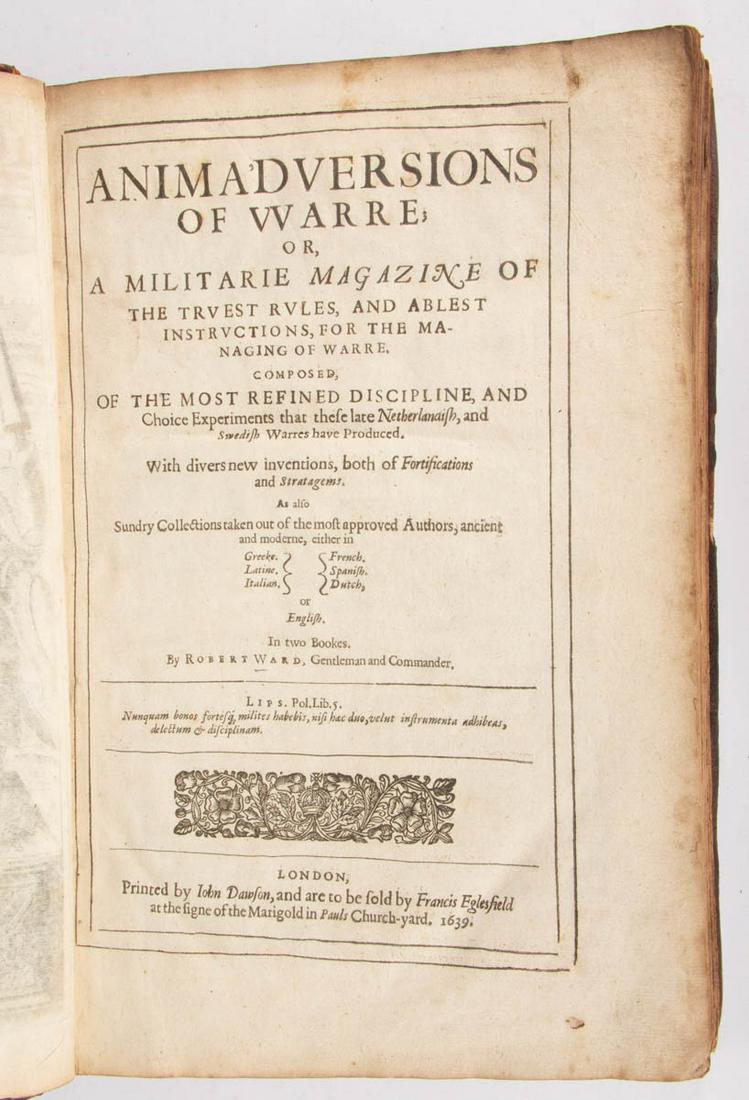 ANIMADVERSIONS
OF VVARRE;
OR,
A MILITARIE MAGAZINE OF
THE TRVEST RVLES, AND ABLEST
INSTRVCTIONS, FOR THE MA-
NAGING OF WARRE.
COMPOSED,
OF THE MOST REFINED DISCIPLINE, AND
Choice Experiments that theſe late Netherlandiſh, and
Swediſh Warres have Produced.
VVith divers new inventions, both of Fortifications
and Stratagems.
As alſo
Sundry Collections taken out of the moſt approved Authors, ancient
and moderne, either in
Greeke. } { French.
Latine. } { Spaniſh.
Italian. } { Dutch,
or
Engliſh.
In two Bookes.
By ROBERT WARD, Gentleman and Commander.
LIPS. Pol. Lib. 5.
Nunquam bonos forteſq́, milites habebis, niſi hac duo, velut inſtrumenta adhibeas,
delectum & diſciplinam.
LONDON,
Printed by Iohn Dawſon, and are to be ſold by Francis Eglesfield
at the ſigne of the Marigold in Pauls Church-yard. 1639.